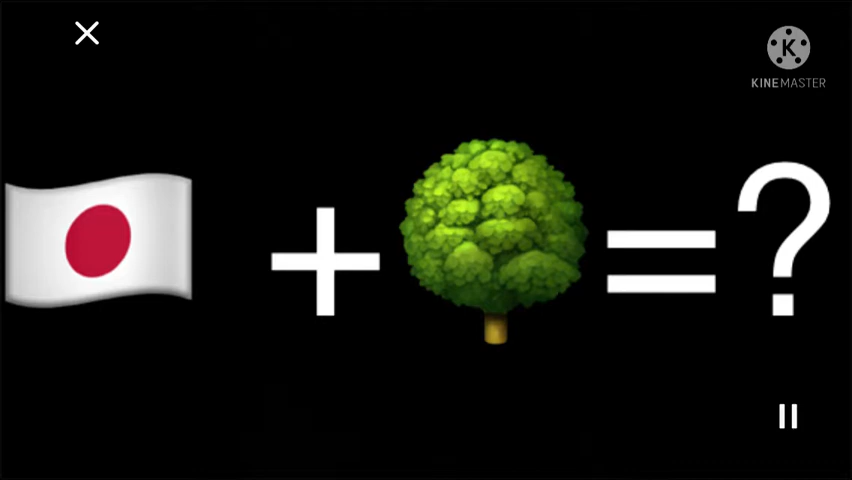 KINEMASTER
+ = ?